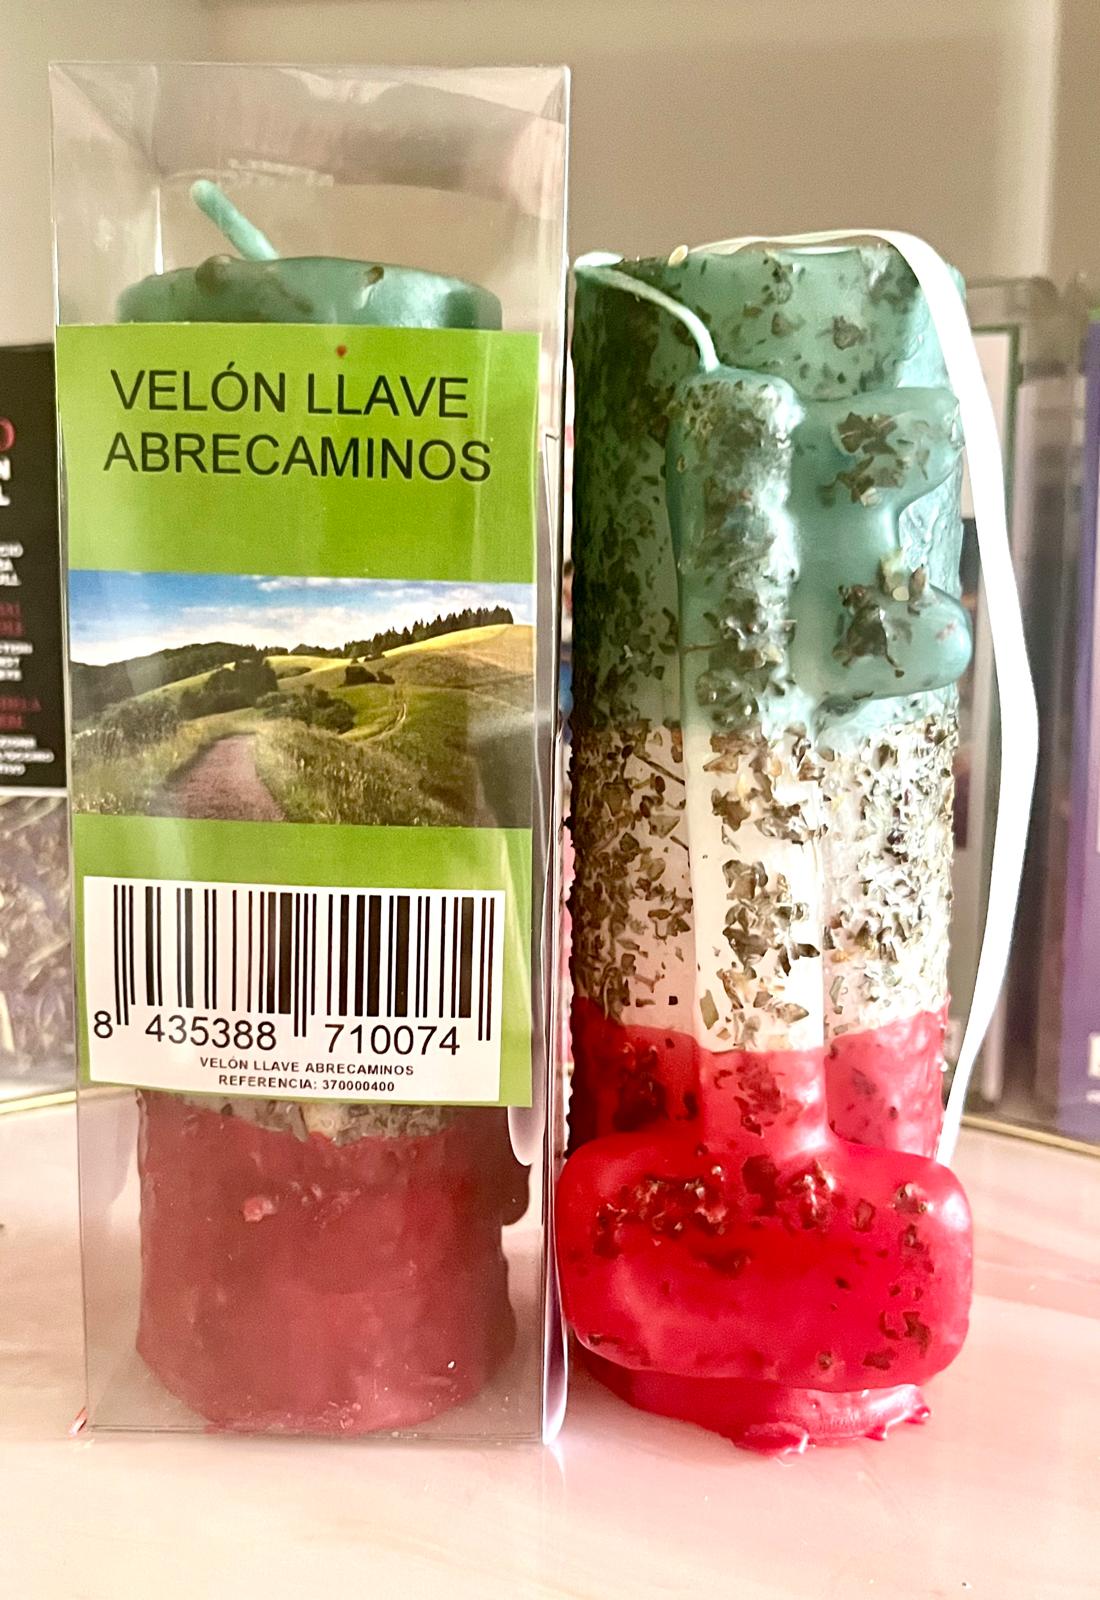 VELÓN LLAVE
ABRECAMINOS
8 435388 710074
VELÓN LLAVE ABRECAMINOS
REFERENCIA: 370000400